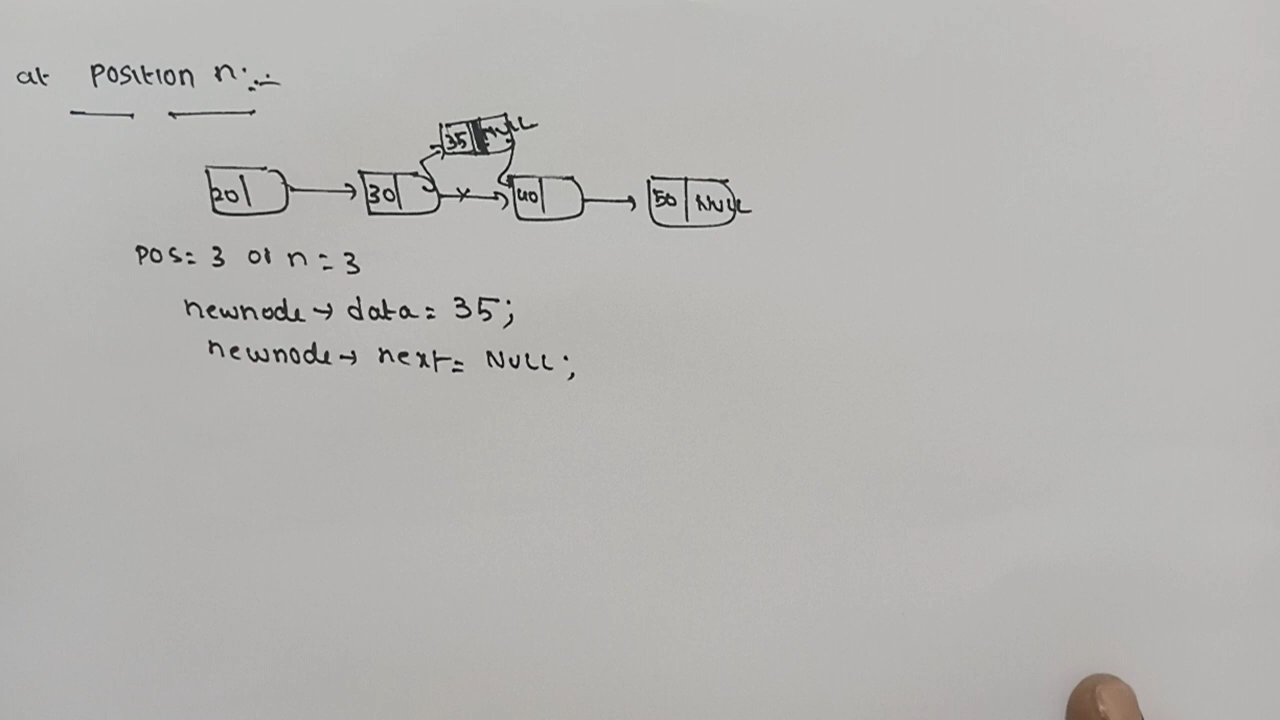 at position n:-
35 NULL
20 30 40 50 NULL
pos= 3 or n = 3
newnode → data = 35;
newnode → next = NULL;